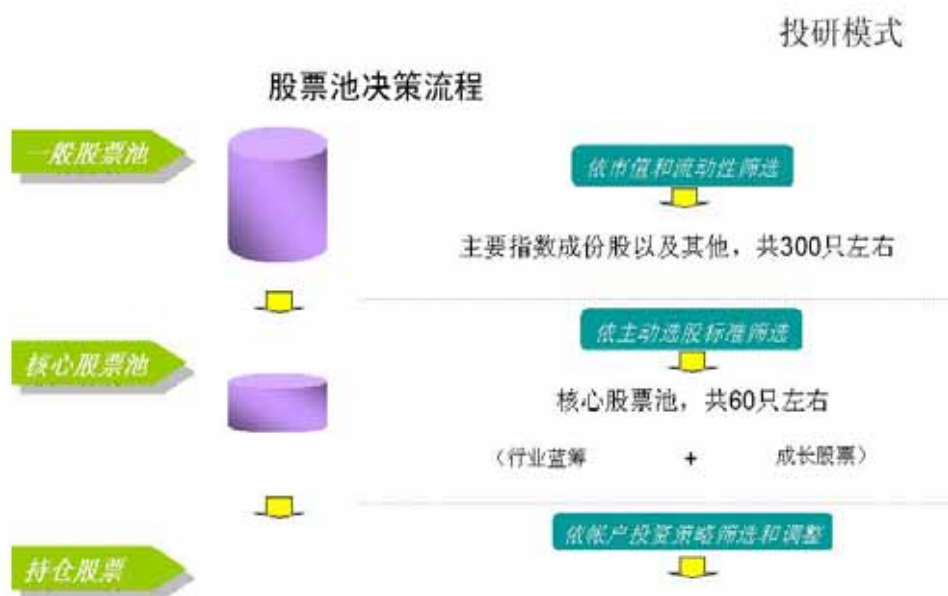 投研模式
股票池决策流程
一般股票池
依市值和流动性筛选
主要指数成份股以及其他，共300只左右
核心股票池
依主动选股标准筛选
核心股票池，共60只左右
（行业蓝筹 + 成长股票）
持仓股票
依帐户投资策略筛选和调整